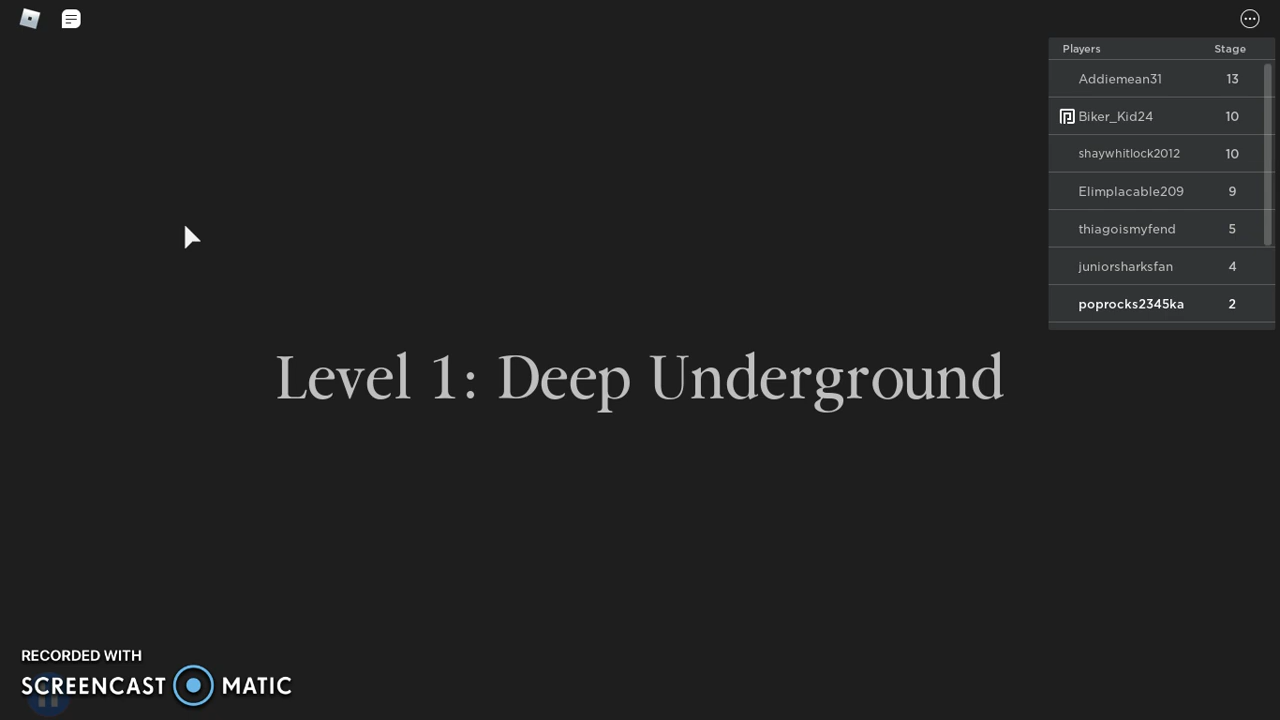 Players Stage
Addiemean31 13
Biker_Kid24 10
shaywhitlock2012 10
Elimplacable209 9
thiagoismyfend 5
juniorsharksfan 4
poprocks2345ka 2
Level 1: Deep Underground
RECORDED WITH
SCREENCAST MATIC